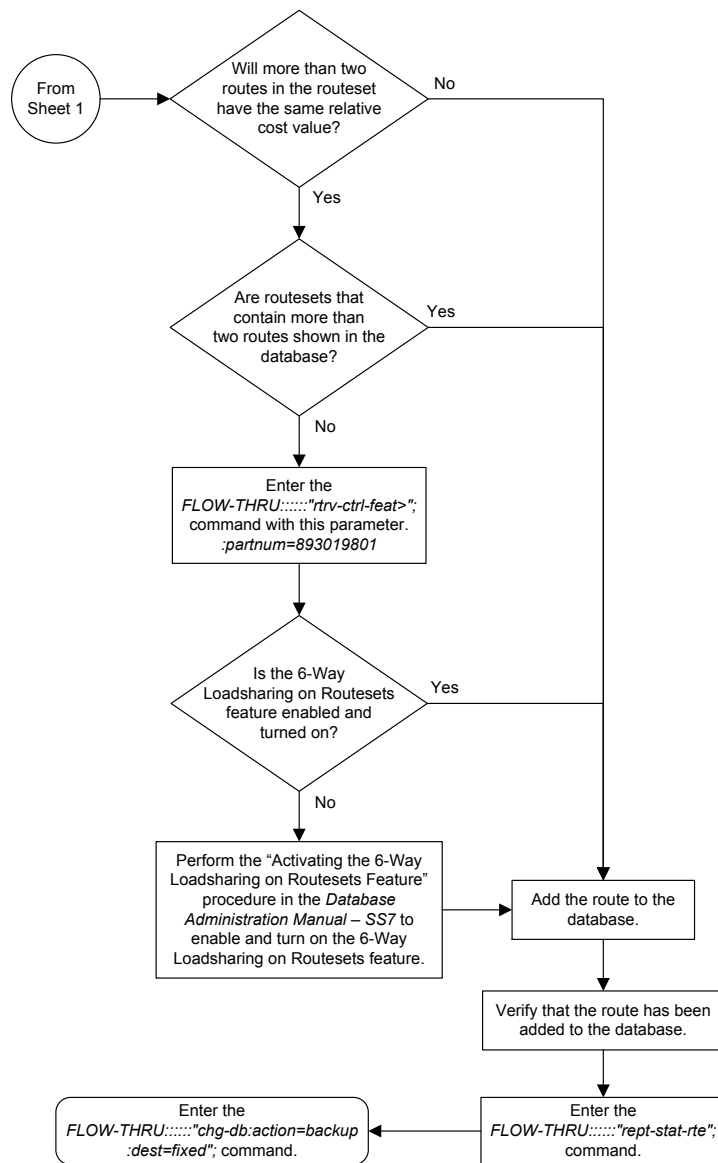 From
Sheet 1
Will more than two
routes in the routeset
have the same relative
cost value?
No
Yes
Are routesets that
contain more than
two routes shown in the
database?
Yes
No
Enter the
FLOW-THRU::::::"rtrv-ctrl-feat>";
command with this parameter.
:partnum=893019801
Is the 6-Way
Loadsharing on Routesets
feature enabled and
turned on?
Yes
No
Perform the “Activating the 6-Way
Loadsharing on Routesets Feature”
procedure in the Database
Administration Manual – SS7 to
enable and turn on the 6-Way
Loadsharing on Routesets feature.
Add the route to the
database.
Verify that the route has been
added to the database.
Enter the
FLOW-THRU::::::"rept-stat-rte";
command.
Enter the
FLOW-THRU::::::"chg-db:action=backup
:dest=fixed"; command.